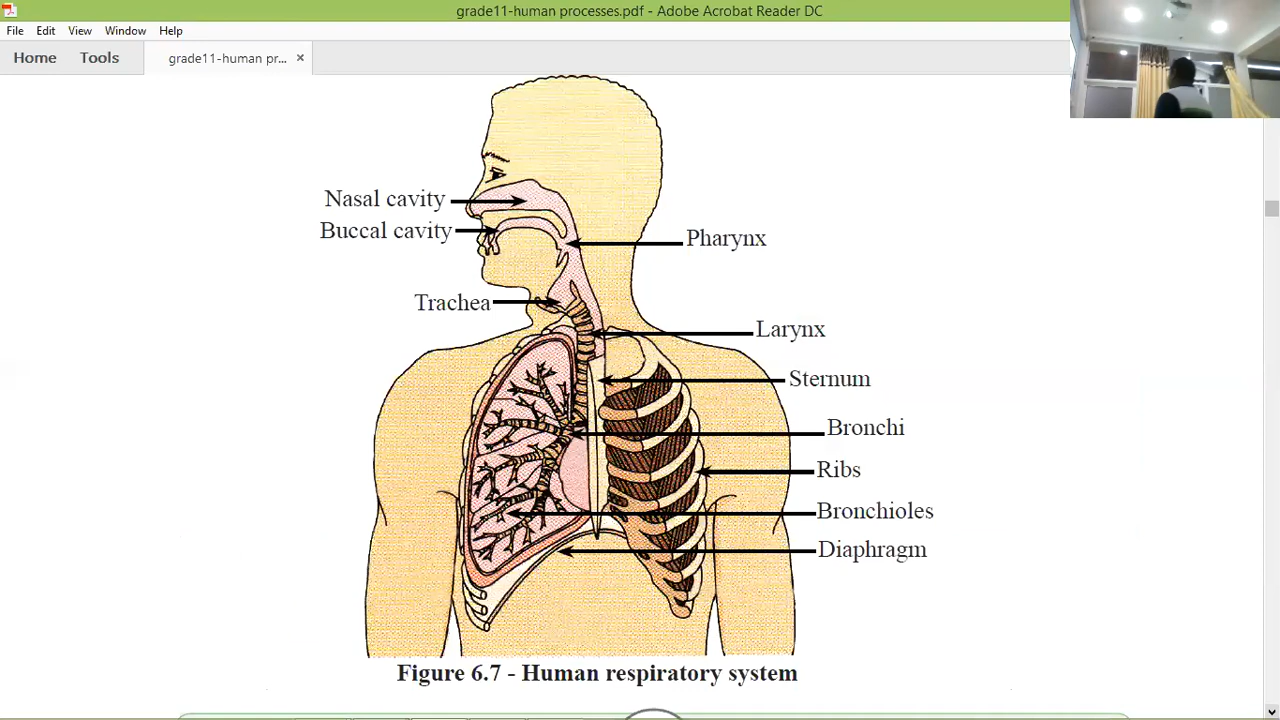 grade11-human processes.pdf - Adobe Acrobat Reader DC
File Edit View Window Help
Home Tools grade11-human pr... ×
Nasal cavity
Buccal cavity
Pharynx
Trachea
Larynx
Sternum
Bronchi
Ribs
Bronchioles
Diaphragm
Figure 6.7 - Human respiratory system